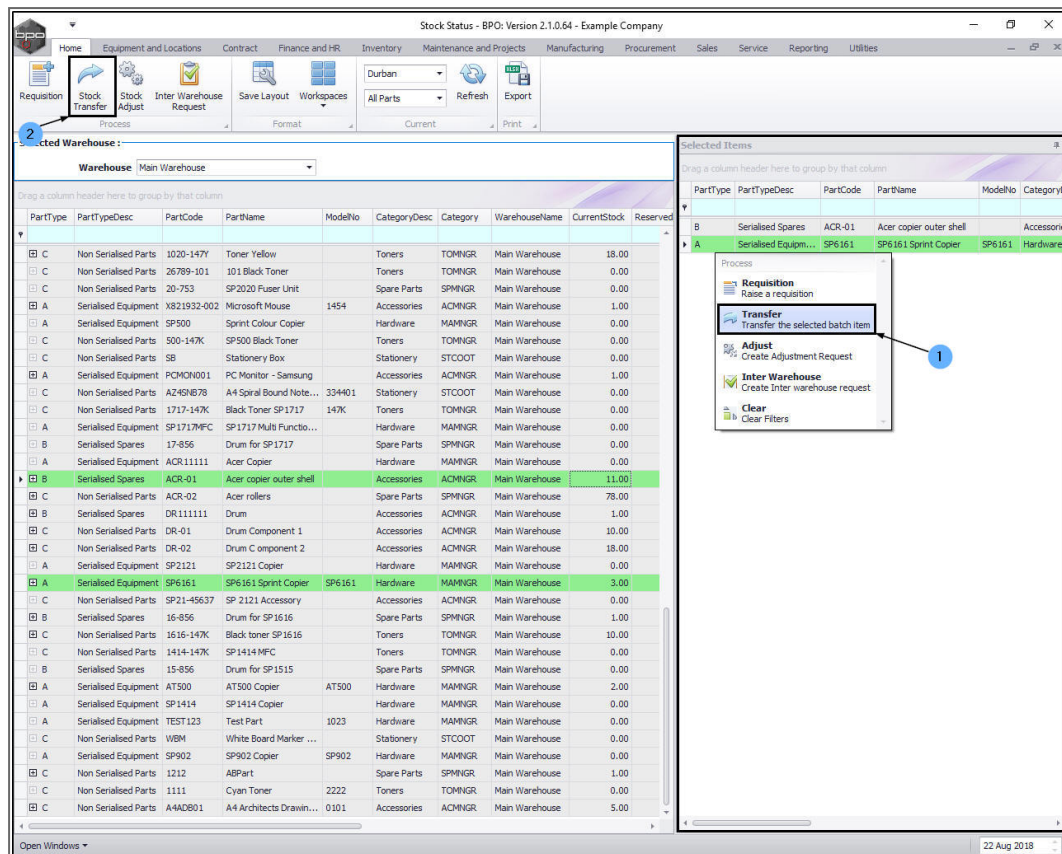 bpo
Stock Status - BPO: Version 2.1.0.64 - Example Company
Home Equipment and Locations Contract Finance and HR Inventory Maintenance and Projects Manufacturing Procurement Sales Service Reporting Utilities
Requisition Stock Transfer Stock Adjust Inter Warehouse Request Save Layout Workspaces Durban All Parts Refresh Export
Process Format Current Print
2
Selected Warehouse :
Warehouse Main Warehouse
Drag a column header here to group by that column
PartType PartTypeDesc PartCode PartName ModelNo CategoryDesc Category WarehouseName CurrentStock Reserved
C Non Serialised Parts 1020-147Y Toner Yellow Toners TOMNGR Main Warehouse 18.00
C Non Serialised Parts 26789-101 101 Black Toner Toners TOMNGR Main Warehouse 0.00
C Non Serialised Parts 20-753 SP2020 Fuser Unit Spare Parts SPMNGR Main Warehouse 0.00
A Serialised Equipment X821932-002 Microsoft Mouse 1454 Accessories ACMNGR Main Warehouse 1.00
A Serialised Equipment SP500 Sprint Colour Copier Hardware MAMNGR Main Warehouse 0.00
C Non Serialised Parts 500-147K SP500 Black Toner Toners TOMNGR Main Warehouse 0.00
C Non Serialised Parts SB Stationery Box Stationery STCOOT Main Warehouse 0.00
A Serialised Equipment PCMON001 PC Monitor - Samsung Accessories ACMNGR Main Warehouse 1.00
C Non Serialised Parts AZ4SNB78 A4 Spiral Bound Note... 334401 Stationery STCOOT Main Warehouse 0.00
C Non Serialised Parts 1717-147K Black Toner SP1717 147K Toners TOMNGR Main Warehouse 0.00
A Serialised Equipment SP1717MFC SP1717 Multi Functio... Hardware MAMNGR Main Warehouse 0.00
B Serialised Spares 17-856 Drum for SP1717 Spare Parts SPMNGR Main Warehouse 0.00
A Serialised Equipment ACR11111 Acer Copier Hardware MAMNGR Main Warehouse 0.00
B Serialised Spares ACR-01 Acer copier outer shell Accessories ACMNGR Main Warehouse 11.00
C Non Serialised Parts ACR-02 Acer rollers Spare Parts SPMNGR Main Warehouse 78.00
B Serialised Spares DR111111 Drum Accessories ACMNGR Main Warehouse 1.00
C Non Serialised Parts DR-01 Drum Component 1 Accessories ACMNGR Main Warehouse 10.00
C Non Serialised Parts DR-02 Drum C omponent 2 Accessories ACMNGR Main Warehouse 18.00
A Serialised Equipment SP2121 SP2121 Copier Hardware MAMNGR Main Warehouse 0.00
A Serialised Equipment SP6161 SP6161 Sprint Copier SP6161 Hardware MAMNGR Main Warehouse 3.00
C Non Serialised Parts SP21-45637 SP 2121 Accessory Accessories ACMNGR Main Warehouse 0.00
B Serialised Spares 16-856 Drum for SP1616 Spare Parts SPMNGR Main Warehouse 1.00
C Non Serialised Parts 1616-147K Black toner SP1616 Toners TOMNGR Main Warehouse 10.00
C Non Serialised Parts 1414-147K SP1414 MFC Toners TOMNGR Main Warehouse 0.00
B Serialised Spares 15-856 Drum for SP1515 Spare Parts SPMNGR Main Warehouse 0.00
A Serialised Equipment AT500 AT500 Copier AT500 Hardware MAMNGR Main Warehouse 2.00
A Serialised Equipment SP1414 SP1414 Copier Hardware MAMNGR Main Warehouse 0.00
A Serialised Equipment TEST123 Test Part 1023 Hardware MAMNGR Main Warehouse 0.00
C Non Serialised Parts WBM White Board Marker ... Stationery STCOOT Main Warehouse 0.00
A Serialised Equipment SP902 SP902 Copier SP902 Hardware MAMNGR Main Warehouse 0.00
C Non Serialised Parts 1212 ABPart Spare Parts SPMNGR Main Warehouse 1.00
C Non Serialised Parts 1111 Cyan Toner 2222 Toners TOMNGR Main Warehouse 0.00
C Non Serialised Parts A4ADB01 A4 Architects Drawin... 0101 Accessories ACMNGR Main Warehouse 5.00
Selected Items
Drag a column header here to group by that column
PartType PartTypeDesc PartCode PartName ModelNo
B Serialised Spares ACR-01 Acer copier outer shell
A Serialised Equipm... SP6161 SP6161 Sprint Copier SP6161 Hardware
Process
Requisition
Raise a requisition
Transfer
Transfer the selected batch item
Adjust
Create Adjustment Request
Inter Warehouse
Create Inter warehouse request
Clear
Clear Filters
1
Open Windows
22 Aug 2018